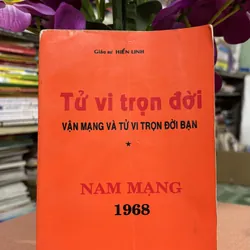 Giáo sư HIỂN LINH
Tử vi trọn đời
VẬN MẠNG VÀ TỬ VI TRỌN ĐỜI BẠN
*
NAM MẠNG
1968